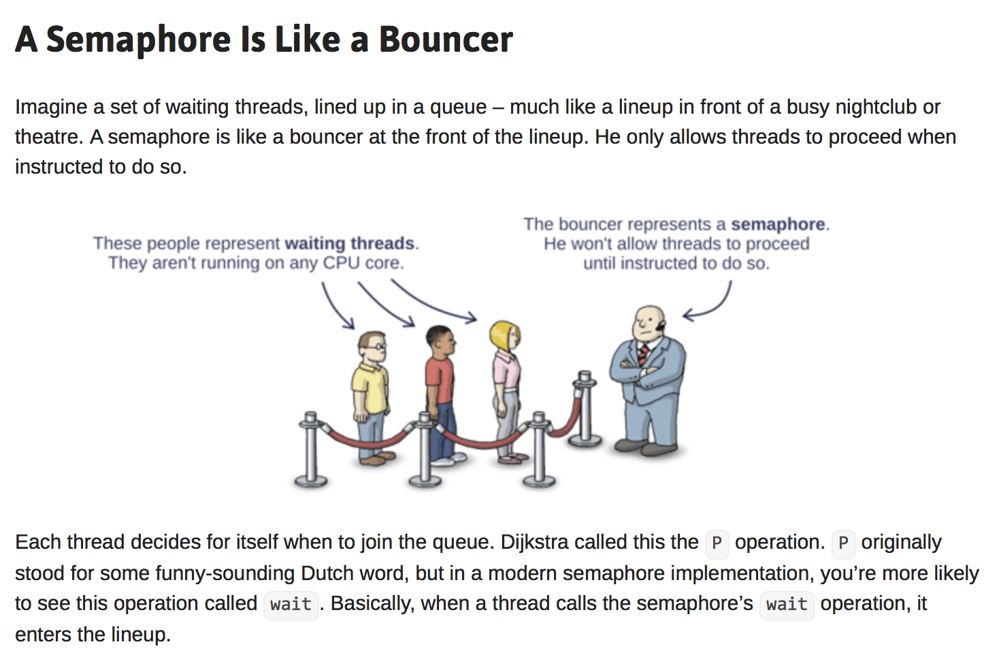 A Semaphore Is Like a Bouncer
Imagine a set of waiting threads, lined up in a queue – much like a lineup in front of a busy nightclub or
theatre. A semaphore is like a bouncer at the front of the lineup. He only allows threads to proceed when
instructed to do so.
These people represent waiting threads.
They aren't running on any CPU core.
The bouncer represents a semaphore.
He won't allow threads to proceed
until instructed to do so.
Each thread decides for itself when to join the queue. Dijkstra called this the P operation. P originally
stood for some funny-sounding Dutch word, but in a modern semaphore implementation, you’re more likely
to see this operation called wait . Basically, when a thread calls the semaphore’s wait operation, it
enters the lineup.